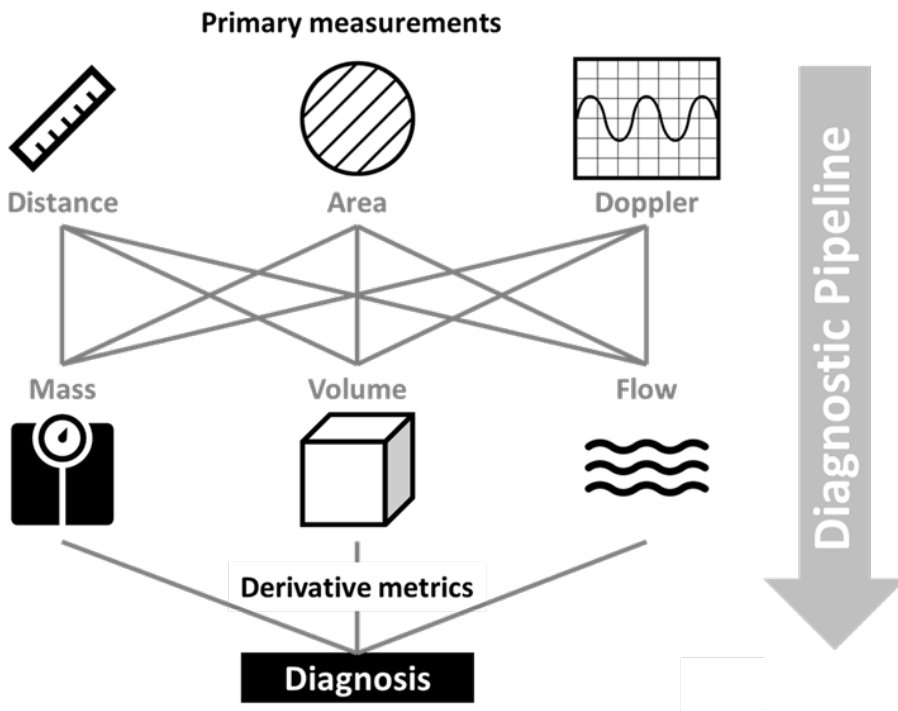 Primary measurements
Distance
Area
Doppler
Mass
Volume
Flow
Derivative metrics
Diagnosis
Diagnostic Pipeline